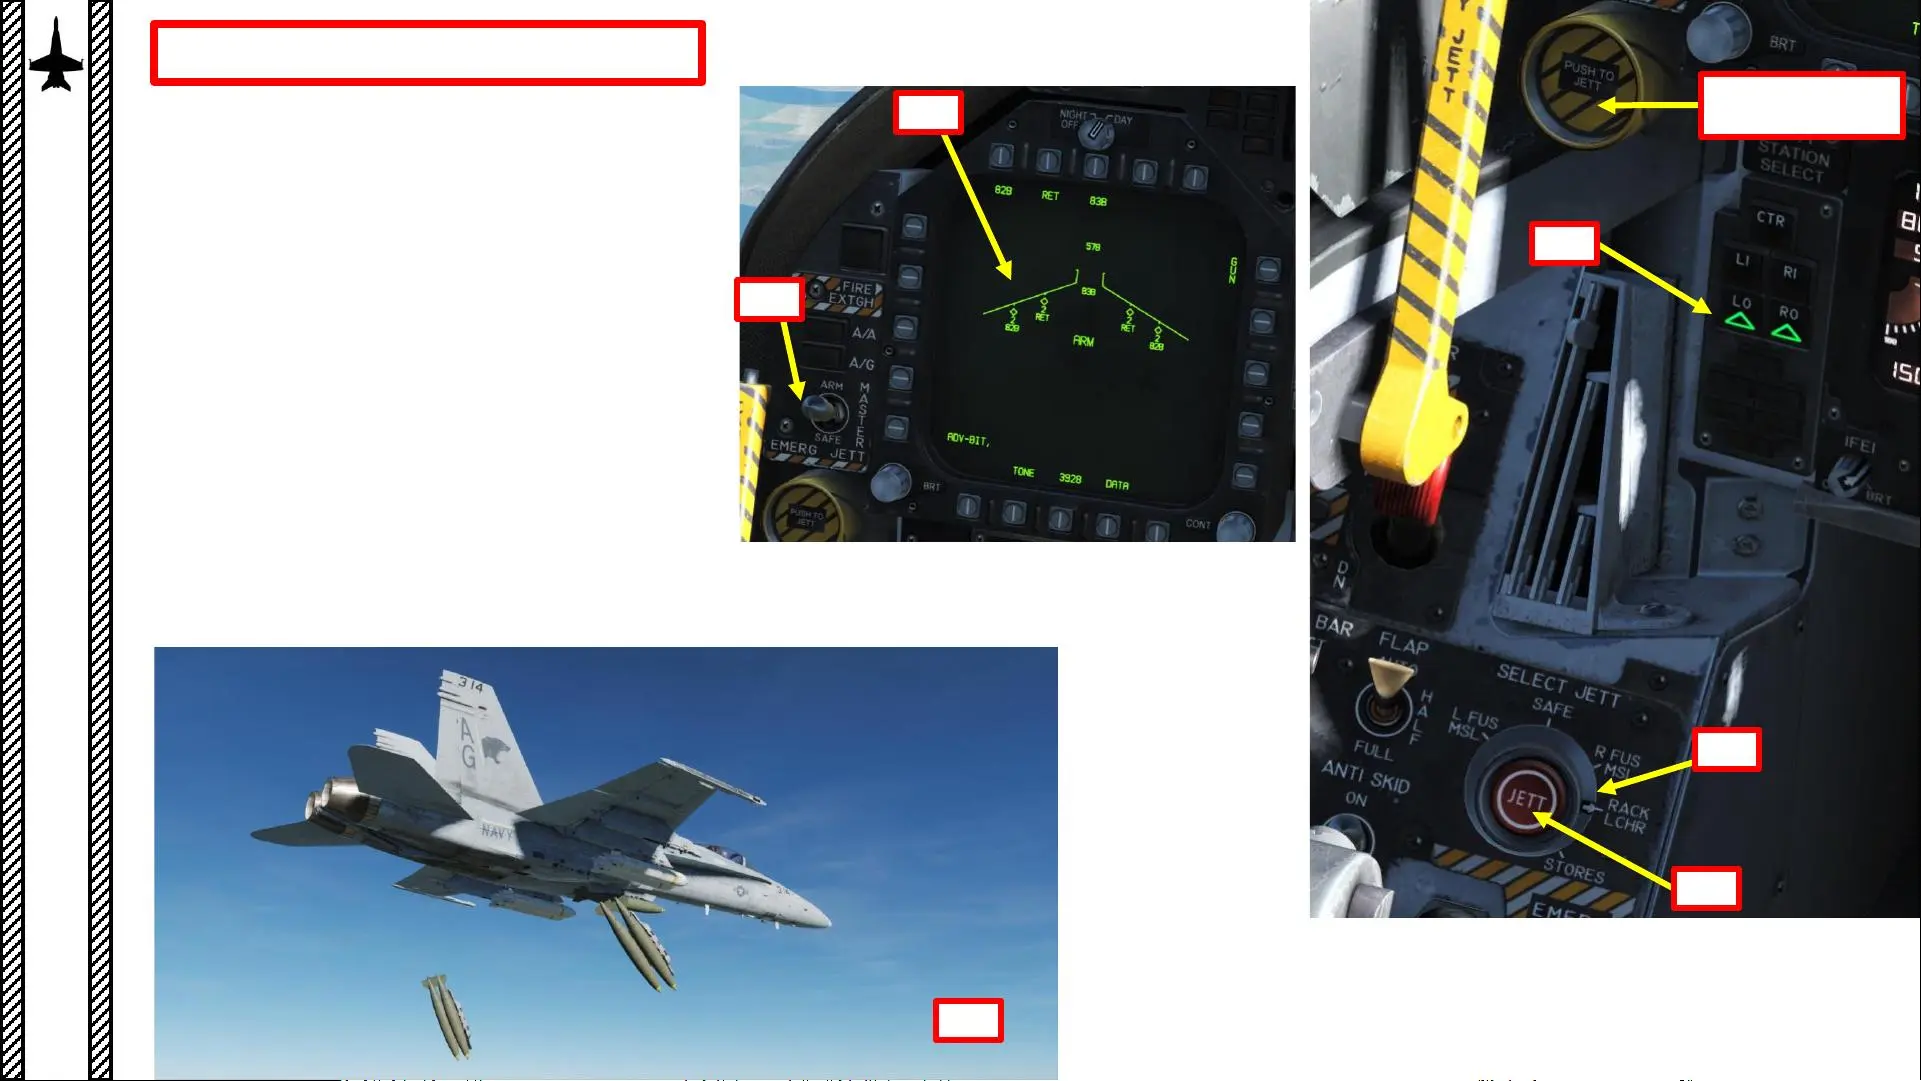 NIGHT
DAY
OFF
82B RET 83B
57B
GUN
83B
2
82B
RET
RET
2
82B
ARM
FIRE
EXTGH
A/A
A/G
ARM
MASTER
SAFE
EMERG JETT
PUSH TO
JETT
BRT
ADV-BIT,
TONE 392B DATA
CONT
JETT
PUSH TO
JETT
BRT
STATION
SELECT
CTR
LI
RI
LO
RO
IFEI
BRT
DN
BAR
FLAP
AUTO
HALF
FULL
ANTI SKID
ON
SELECT JETT
SAFE
L FUS
MSL
R FUS
MSL
RACK
LCHR
JETT
STORES
EMER
314
AG
NAVY